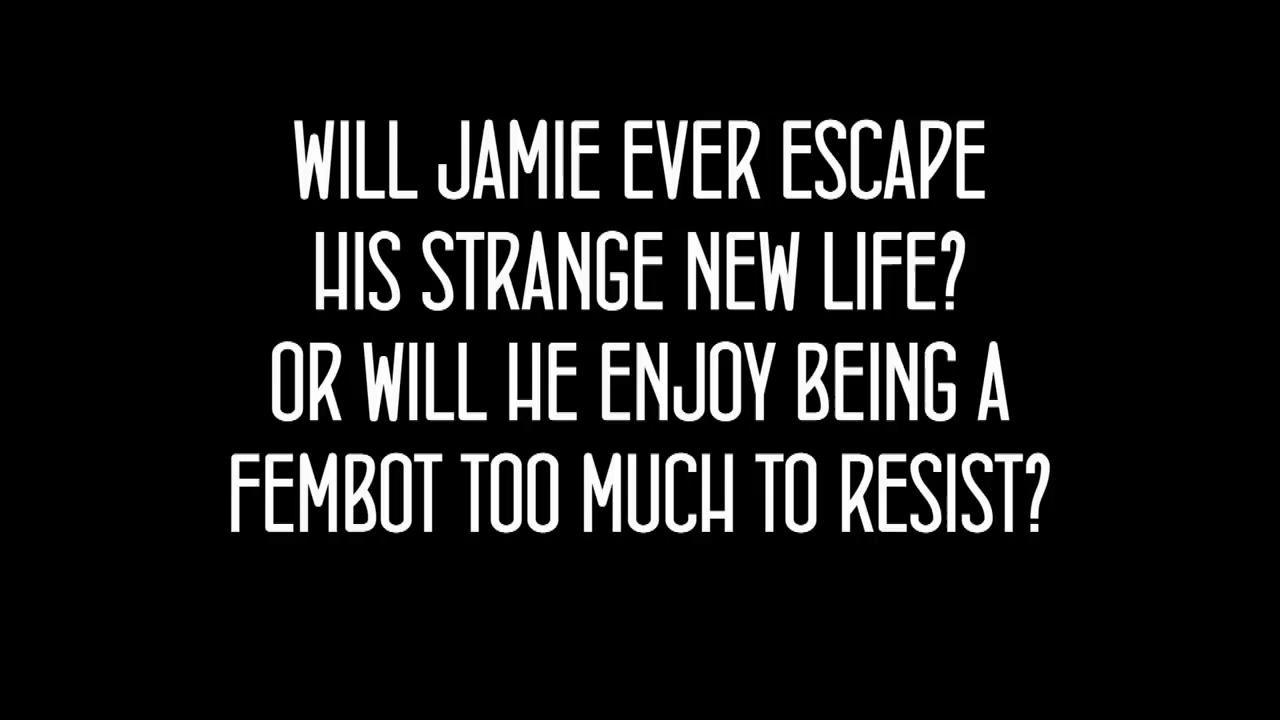 WILL JAMIE EVER ESCAPE
HIS STRANGE NEW LIFE?
OR WILL HE ENJOY BEING A
FEMBOT TOO MUCH TO RESIST?